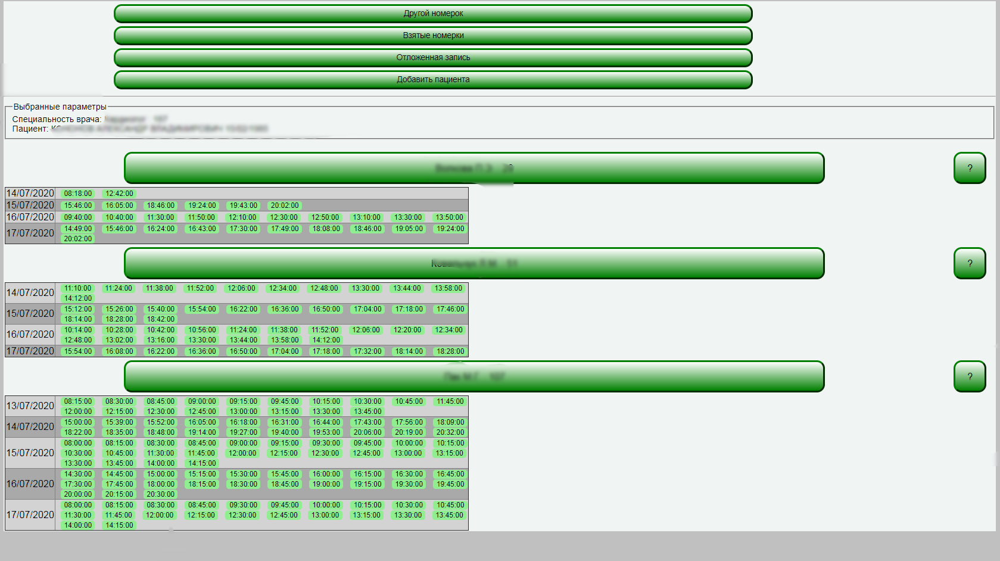 Другой номерок
Взятые номерки
Отложенная запись
Добавить пациента
Выбранные параметры
Специальность врача:
Пациент:
?
14/07/2020 08:18:00 12:42:00
15/07/2020 15:46:00 16:05:00 18:46:00 19:24:00 19:43:00 20:02:00
16/07/2020 09:40:00 10:40:00 11:30:00 11:50:00 12:10:00 12:30:00 12:50:00 13:10:00 13:30:00 13:50:00
17/07/2020 14:49:00 15:46:00 16:24:00 16:43:00 17:30:00 17:49:00 18:08:00 18:46:00 19:05:00 19:24:00
20:02:00
?
14/07/2020 11:10:00 11:24:00 11:38:00 11:52:00 12:06:00 12:34:00 12:48:00 13:30:00 13:44:00 13:58:00
14:12:00
15/07/2020 15:12:00 15:26:00 15:40:00 15:54:00 16:22:00 16:36:00 16:50:00 17:04:00 17:18:00 17:46:00
18:14:00 18:28:00 18:42:00
16/07/2020 10:14:00 10:28:00 10:42:00 10:56:00 11:24:00 11:38:00 11:52:00 12:06:00 12:20:00 12:34:00
12:48:00 13:02:00 13:16:00 13:30:00 13:44:00 13:58:00 14:12:00
17/07/2020 15:54:00 16:08:00 16:22:00 16:36:00 16:50:00 17:04:00 17:18:00 17:32:00 18:14:00 18:28:00
?
13/07/2020 08:15:00 08:30:00 08:45:00 09:00:00 09:15:00 09:45:00 10:15:00 10:30:00 10:45:00 11:45:00
12:00:00 12:15:00 12:30:00 12:45:00 13:00:00 13:15:00 13:30:00 13:45:00
14/07/2020 15:00:00 15:39:00 15:52:00 16:05:00 16:18:00 16:31:00 16:44:00 17:43:00 17:56:00 18:09:00
18:22:00 18:35:00 18:48:00 19:14:00 19:27:00 19:40:00 19:53:00 20:06:00 20:19:00 20:32:00
15/07/2020 08:00:00 08:15:00 08:30:00 08:45:00 09:00:00 09:15:00 09:30:00 09:45:00 10:00:00 10:15:00
10:30:00 10:45:00 11:30:00 11:45:00 12:00:00 12:15:00 12:30:00 12:45:00 13:00:00 13:15:00
13:30:00 13:45:00 14:00:00 14:15:00
16/07/2020 14:30:00 14:45:00 15:00:00 15:15:00 15:30:00 15:45:00 16:00:00 16:15:00 16:30:00 16:45:00
17:30:00 17:45:00 18:00:00 18:15:00 18:30:00 18:45:00 19:00:00 19:15:00 19:30:00 19:45:00
20:00:00 20:15:00 20:30:00
17/07/2020 08:00:00 08:15:00 08:30:00 08:45:00 09:30:00 09:45:00 10:00:00 10:15:00 10:30:00 10:45:00
11:30:00 11:45:00 12:00:00 12:15:00 12:30:00 12:45:00 13:00:00 13:15:00 13:30:00 13:45:00
14:00:00 14:15:00